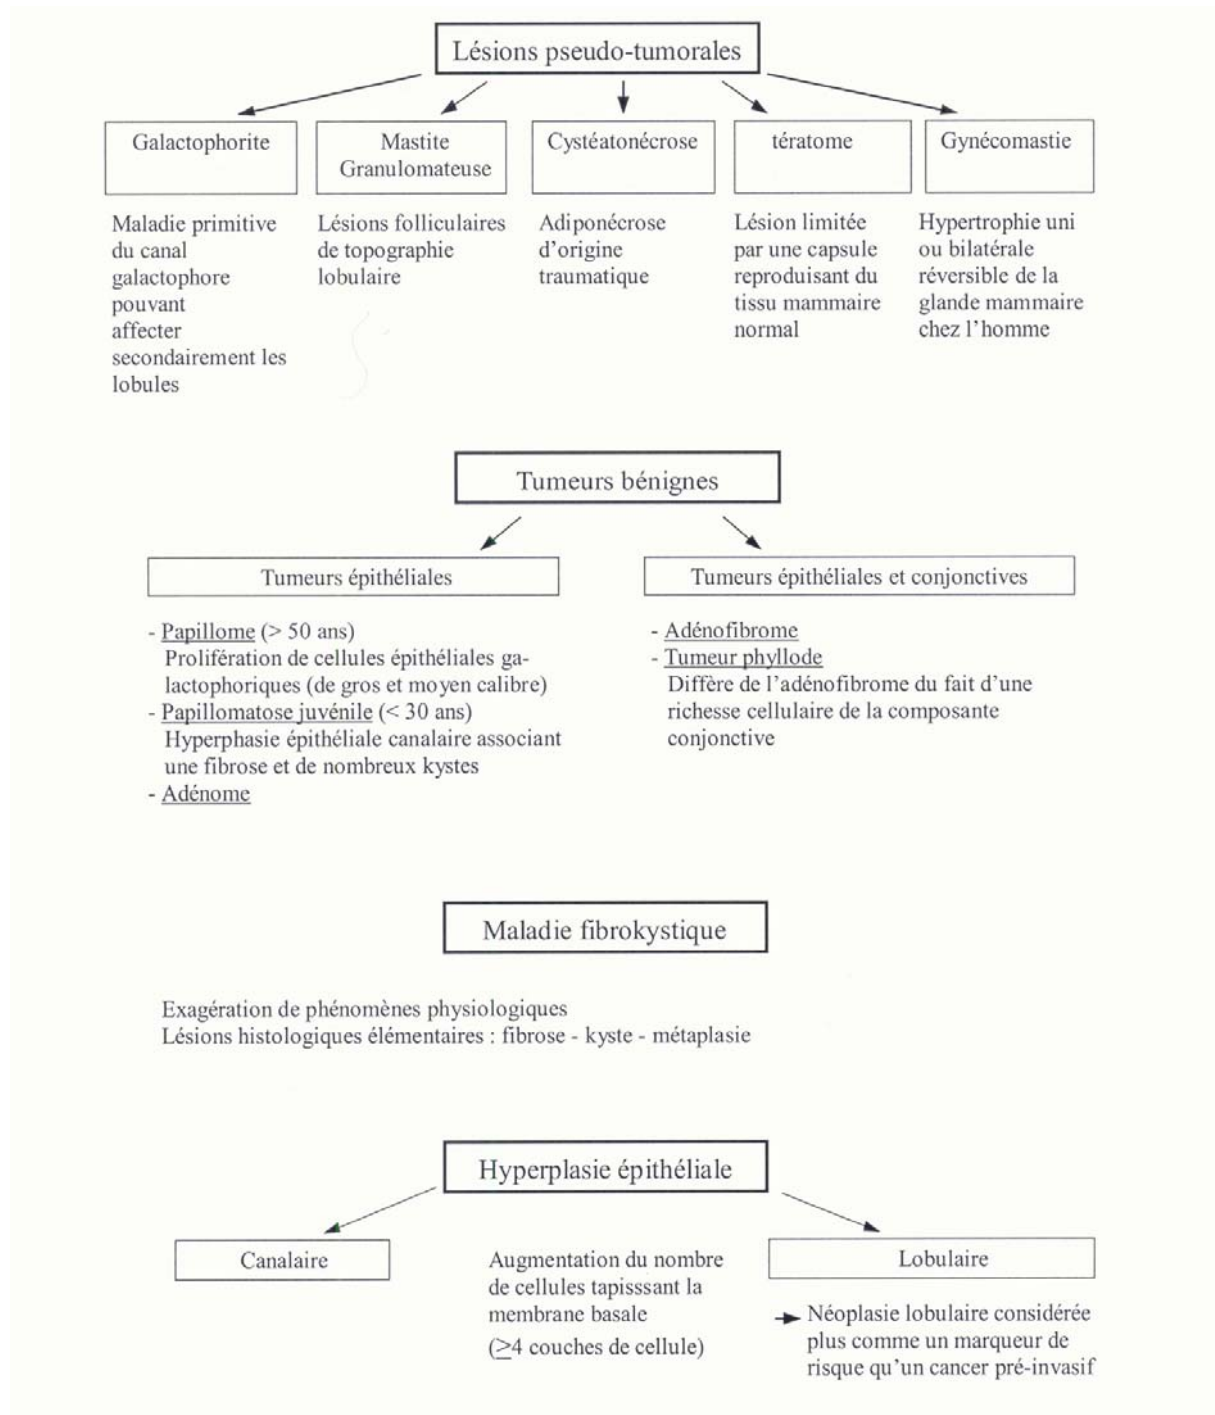 Lésions pseudo-tumorales
Galactophorite
Maladie primitive
du canal
galactophore
pouvant
affecter
secondairement les
lobules
Mastite
Granulomateuse
Lésions folliculaires
de topographie
lobulaire
Cystéatonécrose
Adiponécrose
d'origine
traumatique
tératome
Lésion limitée
par une capsule
reproduisant du
tissu mammaire
normal
Gynécomastie
Hypertrophie uni
ou bilatérale
réversible de la
glande mammaire
chez l'homme
Tumeurs bénignes
Tumeurs épithéliales
- Papillome (> 50 ans)
Prolifération de cellules épithéliales ga-
lactophoriques (de gros et moyen calibre)
- Papillomatose juvénile (< 30 ans)
Hyperphasie épithéliale canalaire associant
une fibrose et de nombreux kystes
- Adénome
Tumeurs épithéliales et conjonctives
- Adénofibrome
- Tumeur phyllode
Diffère de l'adénofibrome du fait d'une
richesse cellulaire de la composante
conjonctive
Maladie fibrokystique
Exagération de phénomènes physiologiques
Lésions histologiques élémentaires : fibrose - kyste - métaplasie
Hyperplasie épithéliale
Canalaire
Augmentation du nombre
de cellules tapisssant la
membrane basale
(≥4 couches de cellule)
Lobulaire
Néoplasie lobulaire considérée
plus comme un marqueur de
risque qu'un cancer pré-invasif